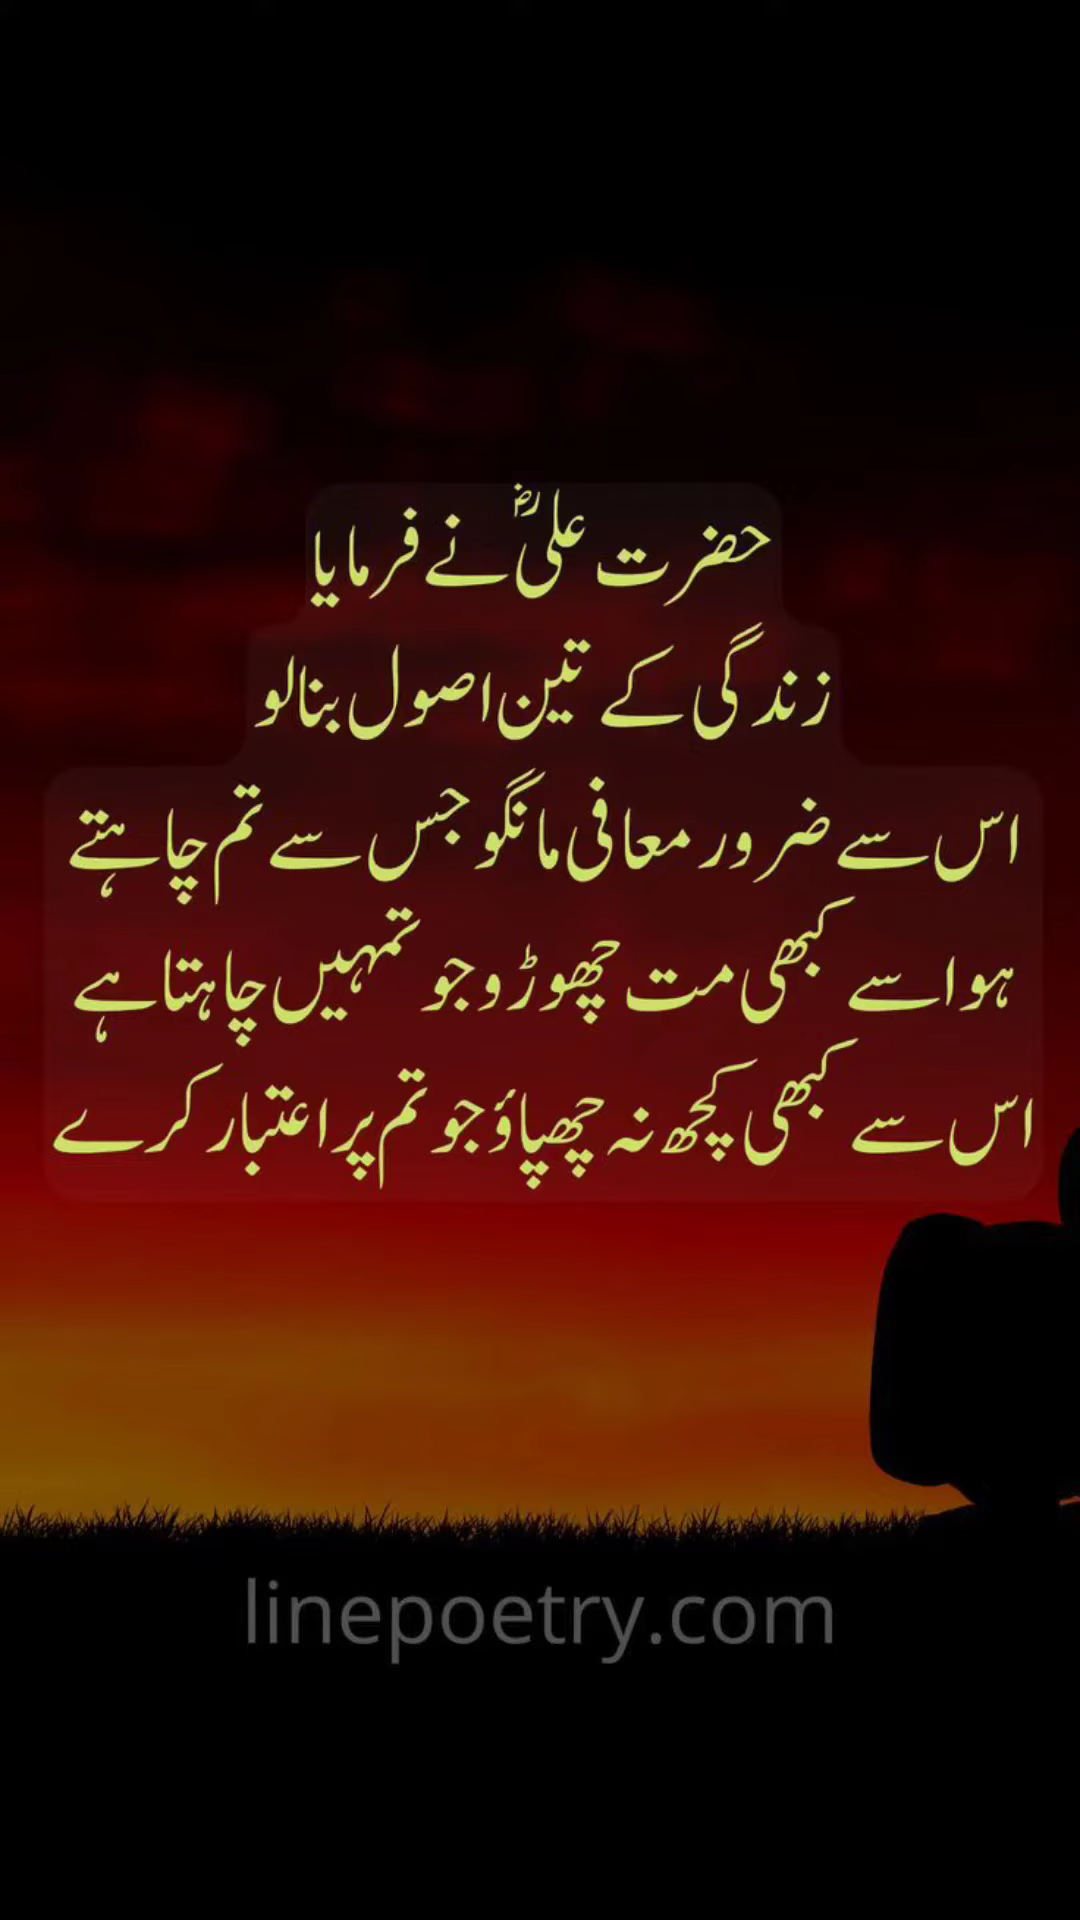 حضرت علیؓ نے فرمایا
زندگی کے تین اصول بنالو
اس سے ضرور معافی مانگو جس سے تم چاہتے
ہو اسے کبھی مت چھوڑو جو تمہیں چاہتا ہے
اس سے کبھی کچھ نہ چھپاؤ جو تم پر اعتبار کرے
linepoetry.com